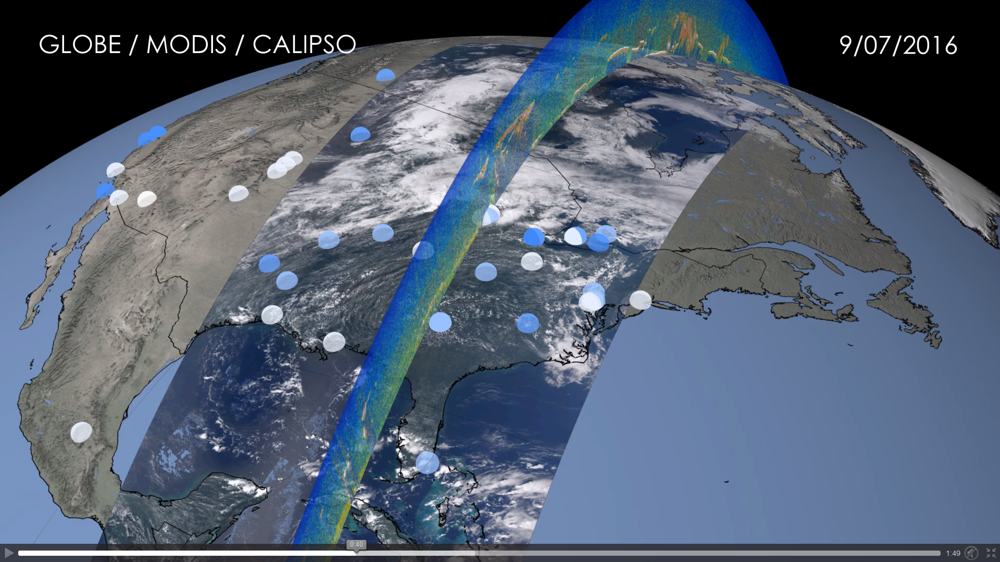 GLOBE / MODIS / CALIPSO
9/07/2016
0:40
1:49